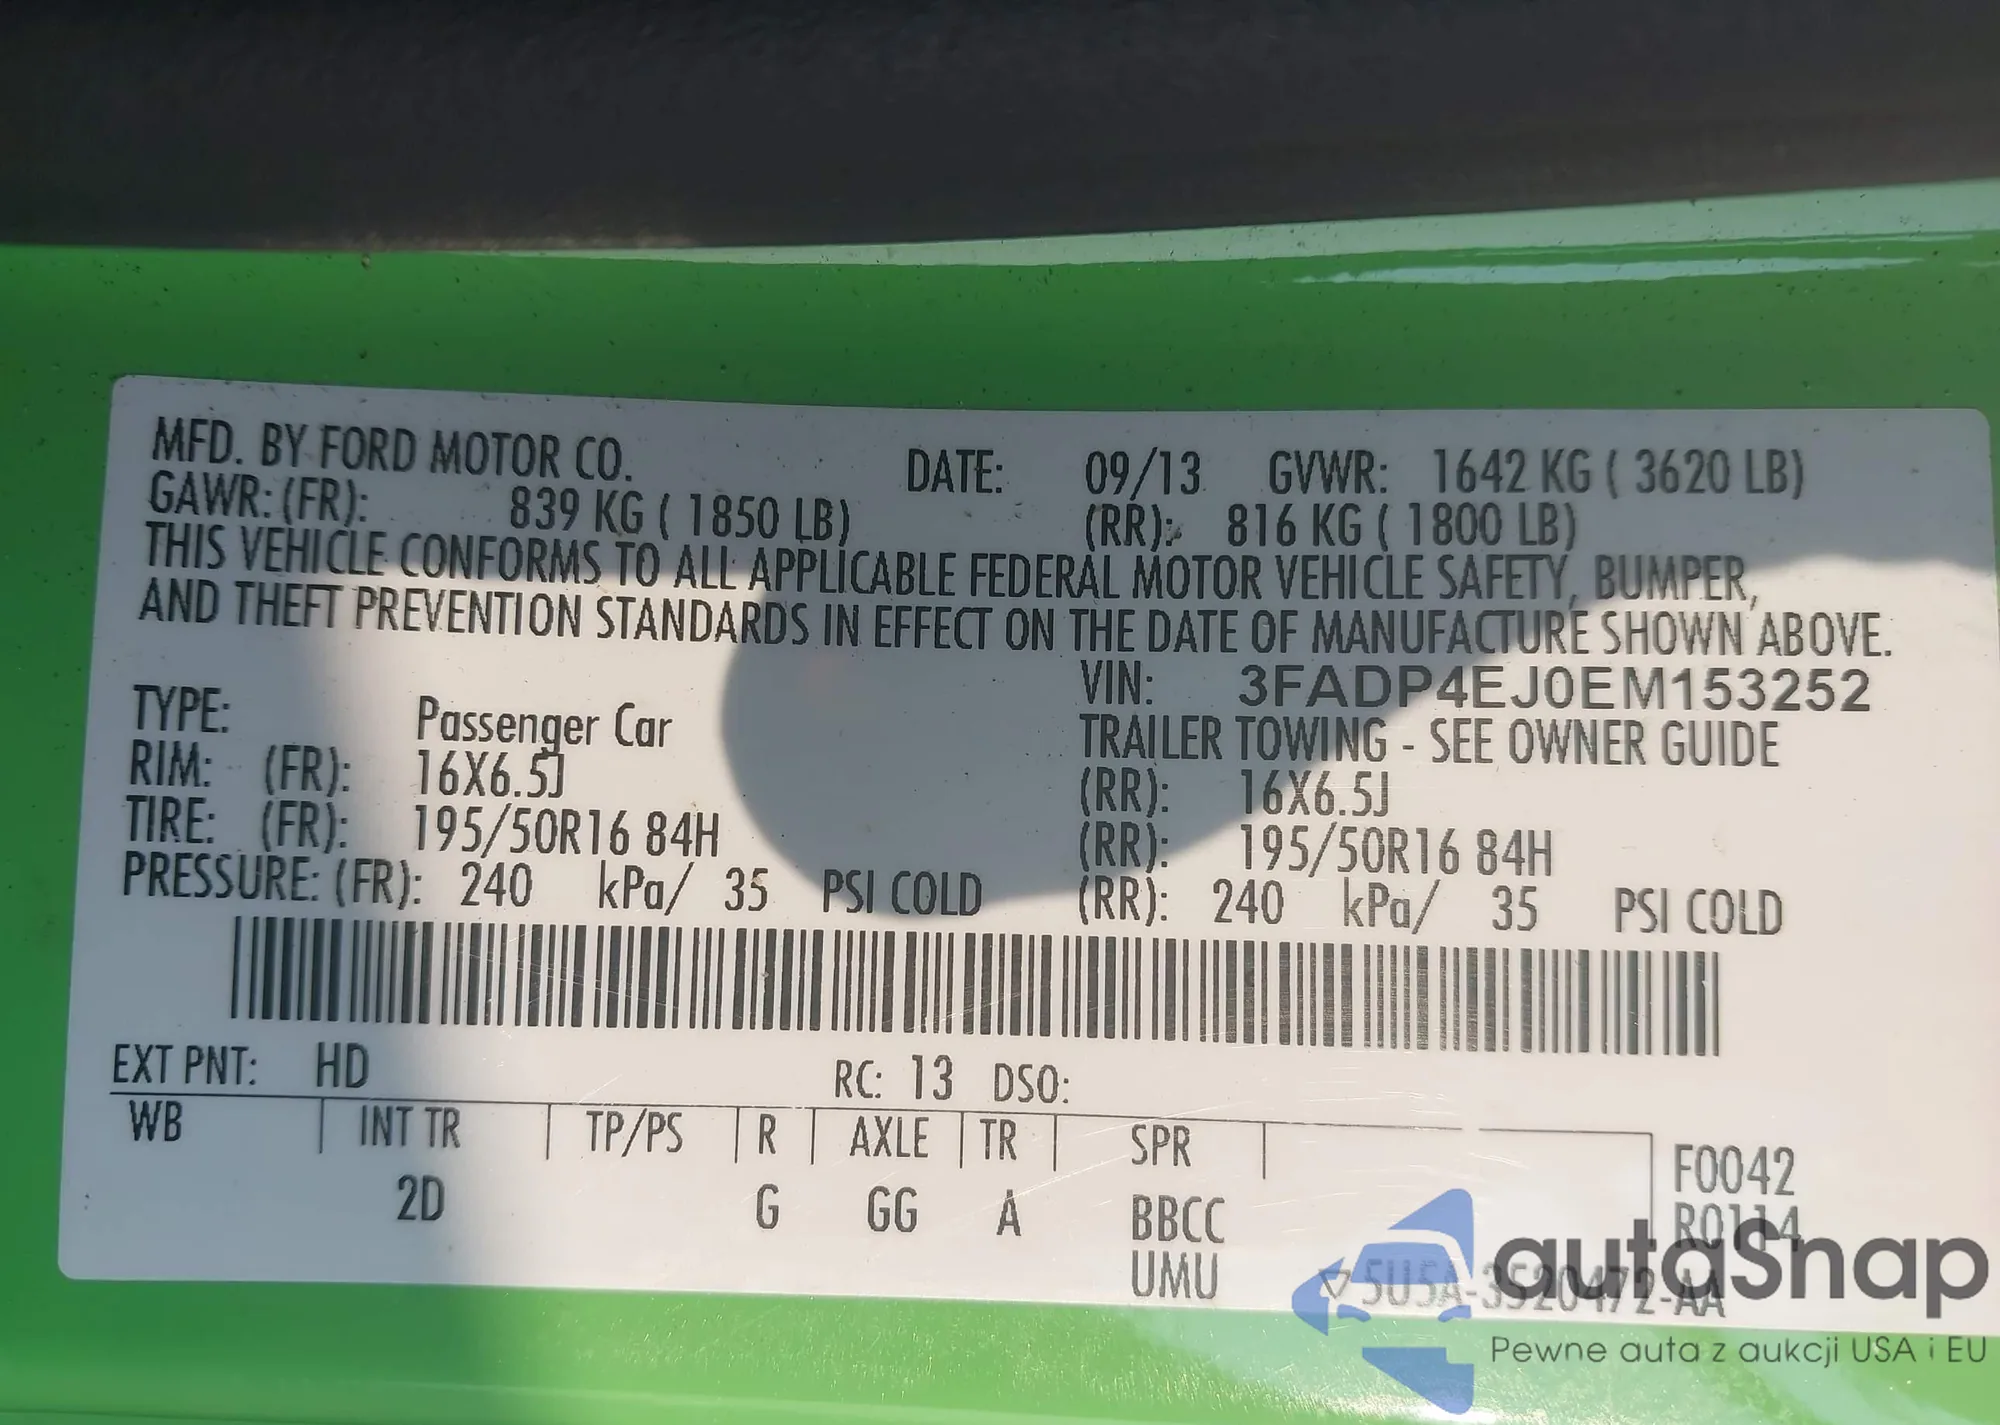 MFD. BY FORD MOTOR CO. DATE: 09/13 GVWR: 1642 KG ( 3620 LB)
GAWR: (FR): 839 KG ( 1850 LB) (RR): 816 KG ( 1800 LB)
THIS VEHICLE CONFORMS TO ALL APPLICABLE FEDERAL MOTOR VEHICLE SAFETY, BUMPER,
AND THEFT PREVENTION STANDARDS IN EFFECT ON THE DATE OF MANUFACTURE SHOWN ABOVE.
VIN: 3FADP4EJ0EM153252
TYPE: Passenger Car TRAILER TOWING - SEE OWNER GUIDE
RIM: (FR): 16X6.5J (RR): 16X6.5J
TIRE: (FR): 195/50R16 84H (RR): 195/50R16 84H
PRESSURE: (FR): 240 kPa/ 35 PSI COLD (RR): 240 kPa/ 35 PSI COLD
EXT PNT: HD RC: 13 DSO:
WB INT TR TP/PS R AXLE TR SPR
2D G GG A BBCC
UMU
F0042
R0114
5U5A-3520472-AA
autaSnap
Pewne auta z aukcji USA i EU